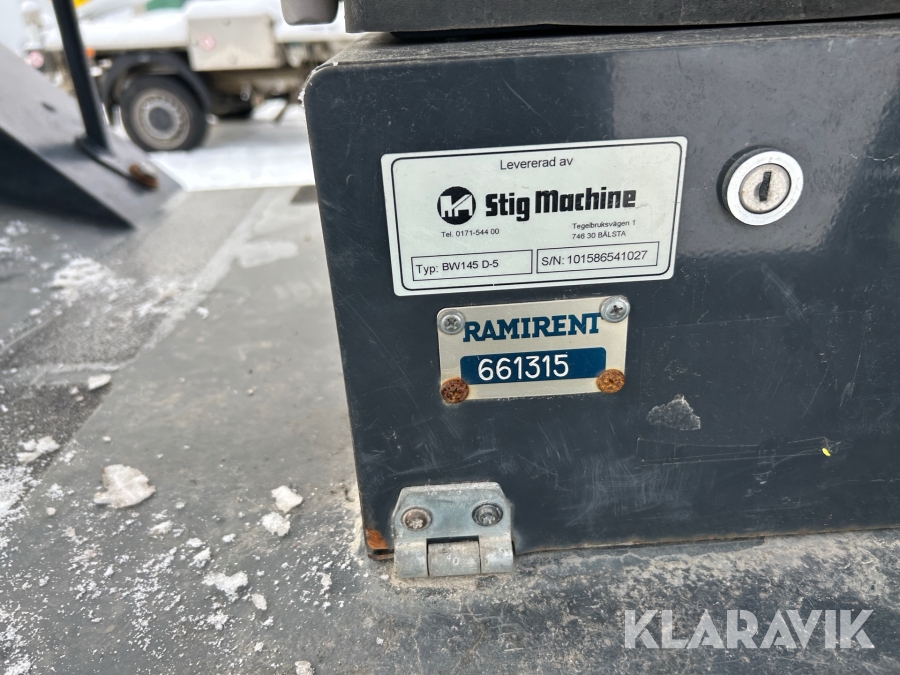 Levererad av
Stig Machine
Tel. 0171-544 00
Tegelbruksvägen 1
746 30 BÅLSTA
Typ: BW145 D-5
S/N: 101586541027
RAMIRENT
661315
KLARAVIK